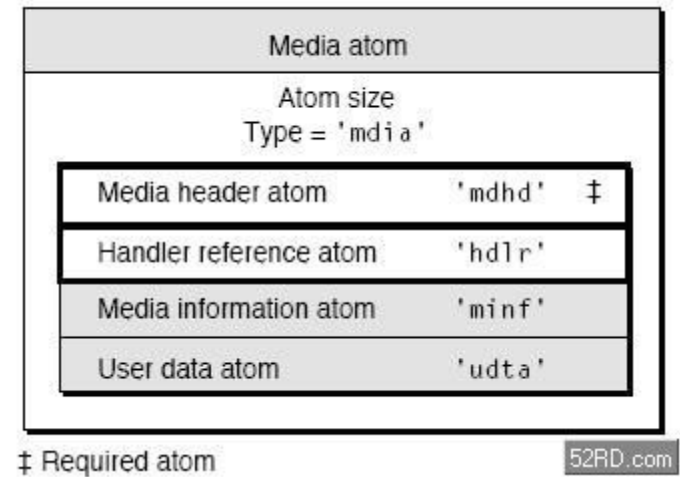 Media atom
Atom size
Type = 'mdia'
Media header atom 'mdhd' ‡
Handler reference atom 'hdlr'
Media information atom 'minf'
User data atom 'udta'
‡ Required atom
52RD.com